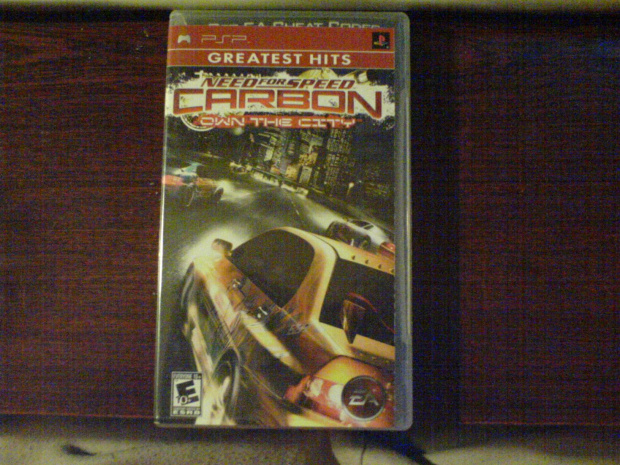 EA CHEAT CODES
PSP
GREATEST HITS
NEED FOR SPEED
CARBON
OWN THE CITY
E
ESRB
EA